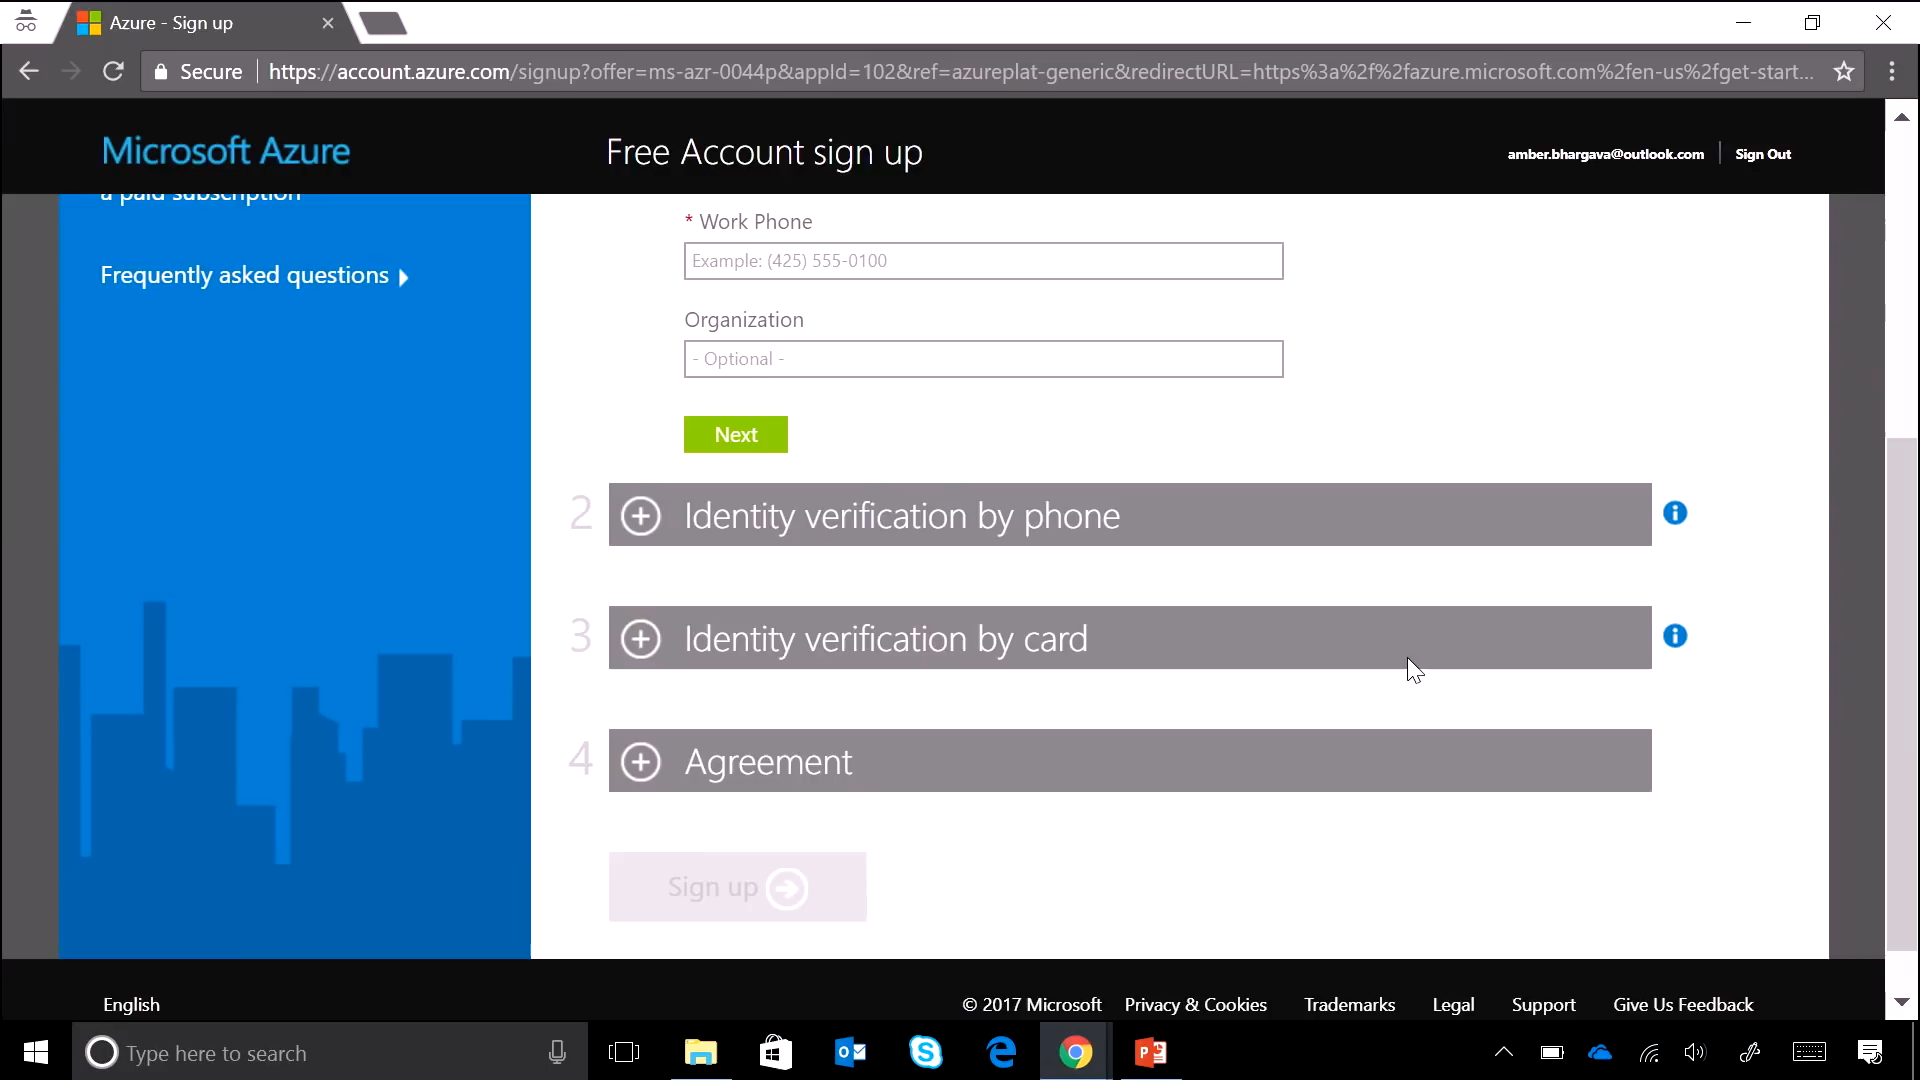 Azure - Sign up
Secure
https://account.azure.com/signup?offer=ms-azr-0044p&appId=102&ref=azureplat-generic&redirectURL=https%3a%2f%2fazure.microsoft.com%2fen-us%2fget-start...
Microsoft Azure
Free Account sign up
amber.bhargava@outlook.com
Sign Out
a paid subscription
Frequently asked questions
* Work Phone
Example: (425) 555-0100
Organization
- Optional -
Next
2 Identity verification by phone
3 Identity verification by card
4 Agreement
Sign up
English
© 2017 Microsoft Privacy & Cookies Trademarks Legal Support Give Us Feedback
Type here to search